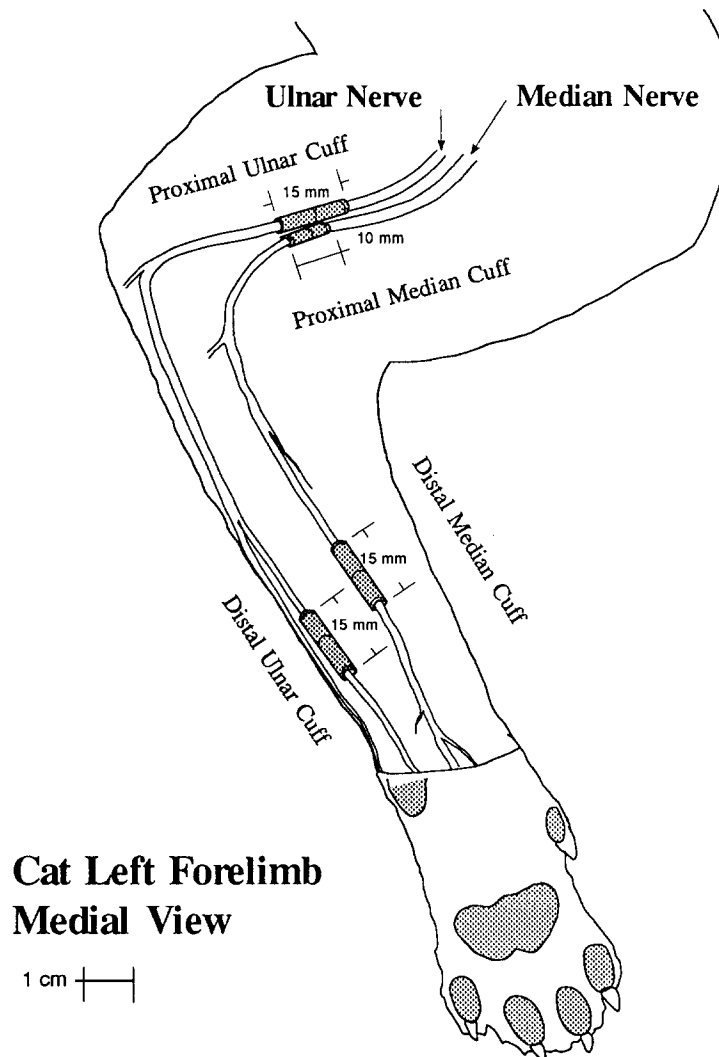 Ulnar Nerve
Median Nerve
Proximal Ulnar Cuff
15 mm
10 mm
Proximal Median Cuff
Distal Median Cuff
15 mm
15 mm
Distal Ulnar Cuff
Cat Left Forelimb
Medial View
1 cm